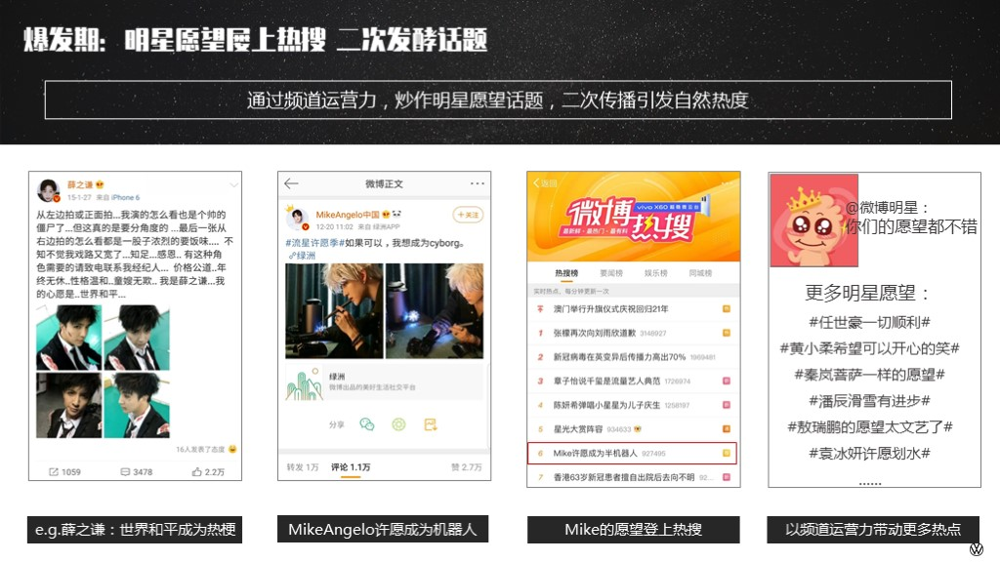 爆发期：明星愿望屡上热搜 二次发酵话题
通过频道运营力，炒作明星愿望话题，二次传播引发自然热度
薛之谦
15-1-27 来自 iPhone 6
从左边拍或正面拍...我演的怎么看也是个帅的
僵尸了...但这真的是要分角度的 ...最后一张从
右边拍的怎么看都是一股子浓烈的要饭味.... 不
知不觉我戏路又宽了...知足...感恩.. 有这种角
色需要的请致电联系我经纪人... 价格公道..年
终无休..性格温和..童嫂无欺.. 我是薛之谦...我
的心愿是..世界和平...
16人发表了态度
1059
3478
2.2万
微博正文
MikeAngelo中国
12-20 11:02 来自 绿洲APP
+关注
#流星许愿季#如果可以，我想成为cyborg。
绿洲
绿洲
微博出品的美好生活社交平台
分享
转发 1万
评论 1.1万
赞 2.7万
返回
微博热搜
vivo X60
最新鲜·最热门·最有料
热搜榜
要闻榜
娱乐榜
同城榜
实时热点，每分钟更新一次
澳门举行升旗仪式庆祝回归21年
1 张檬再次向刘雨欣道歉 3148927
2 新冠病毒在英变异后传播力高出70% 1969481
3 章子怡说千玺是流量艺人典范 1726974
4 陈妍希弹唱小星星为儿子庆生 1258197
5 星光大赏阵容 934633
6 Mike许愿成为半机器人 927495
7 香港63岁新冠患者擅自出院后去向不明 92...
@微博明星：
你们的愿望都不错
更多明星愿望：
#任世豪一切顺利#
#黄小柔希望可以开心的笑#
#秦岚菩萨一样的愿望#
#潘辰滑雪有进步#
#敖瑞鹏的愿望太文艺了#
#袁冰妍许愿划水#
......
e.g.薛之谦：世界和平成为热梗
MikeAngelo许愿成为机器人
Mike的愿望登上热搜
以频道运营力带动更多热点